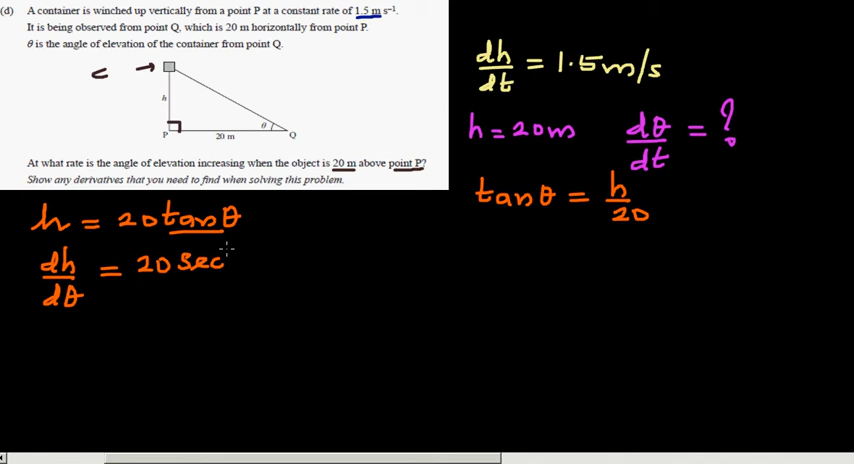 (d) A container is winched up vertically from a point P at a constant rate of 1.5 m s⁻¹.
It is being observed from point Q, which is 20 m horizontally from point P.
θ is the angle of elevation of the container from point Q.
c →
h
θ
P 20 m Q
At what rate is the angle of elevation increasing when the object is 20 m above point P?
Show any derivatives that you need to find when solving this problem.
dh/dt = 1.5 m/s
h = 20m dθ/dt = ?
tan θ = h/20
h = 20 tan θ
dh/dθ = 20 sec